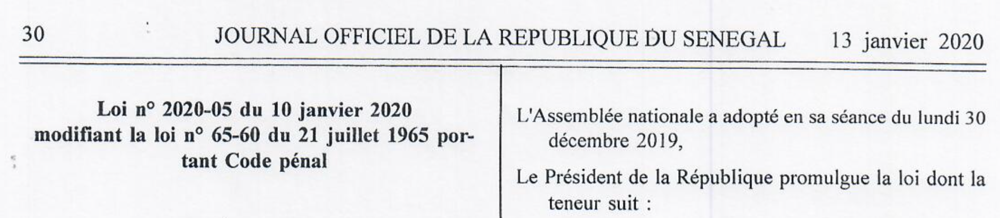 30 JOURNAL OFFICIEL DE LA REPUBLIQUE DU SENEGAL 13 janvier 2020
Loi n° 2020-05 du 10 janvier 2020
modifiant la loi n° 65-60 du 21 juillet 1965 por-
tant Code pénal
L'Assemblée nationale a adopté en sa séance du lundi 30
décembre 2019,
Le Président de la République promulgue la loi dont la
teneur suit :